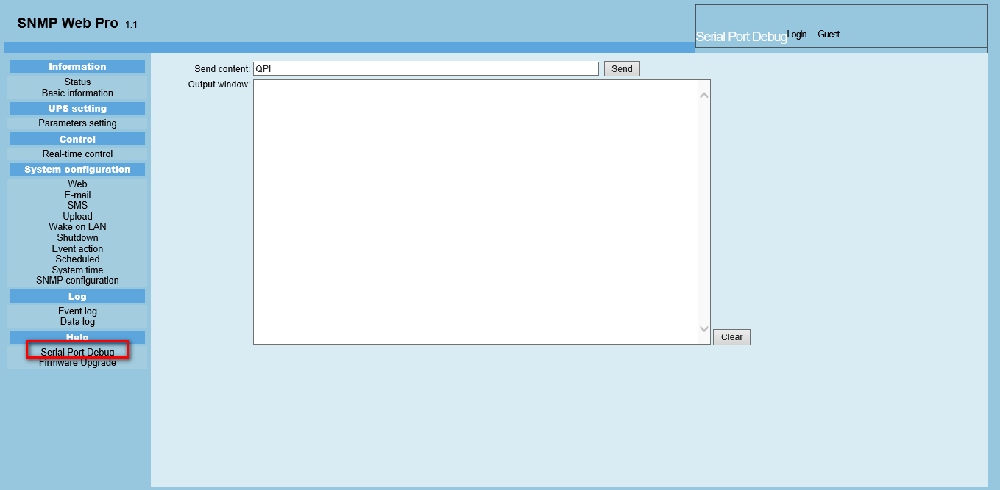 SNMP Web Pro 1.1
Serial Port Debug Login Guest
Information
Status
Basic information
UPS setting
Parameters setting
Control
Real-time control
System configuration
Web
E-mail
SMS
Upload
Wake on LAN
Shutdown
Event action
Scheduled
System time
SNMP configuration
Log
Event log
Data log
Help
Serial Port Debug
Firmware Upgrade
Send content: QPI Send
Output window:
Clear